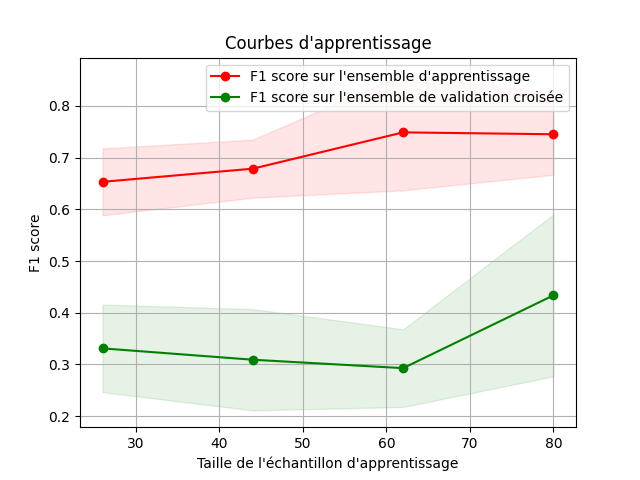 Courbes d'apprentissage
F1 score sur l'ensemble d'apprentissage
F1 score sur l'ensemble de validation croisée
0.8
0.7
0.6
0.5
0.4
0.3
0.2
F1 score
30 40 50 60 70 80
Taille de l'échantillon d'apprentissage